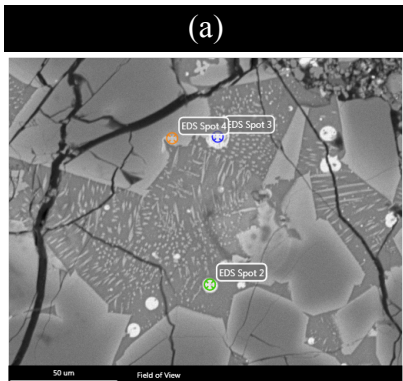 (a)
EDS Spot 4
EDS Spot 3
EDS Spot 2
50 um Field of View